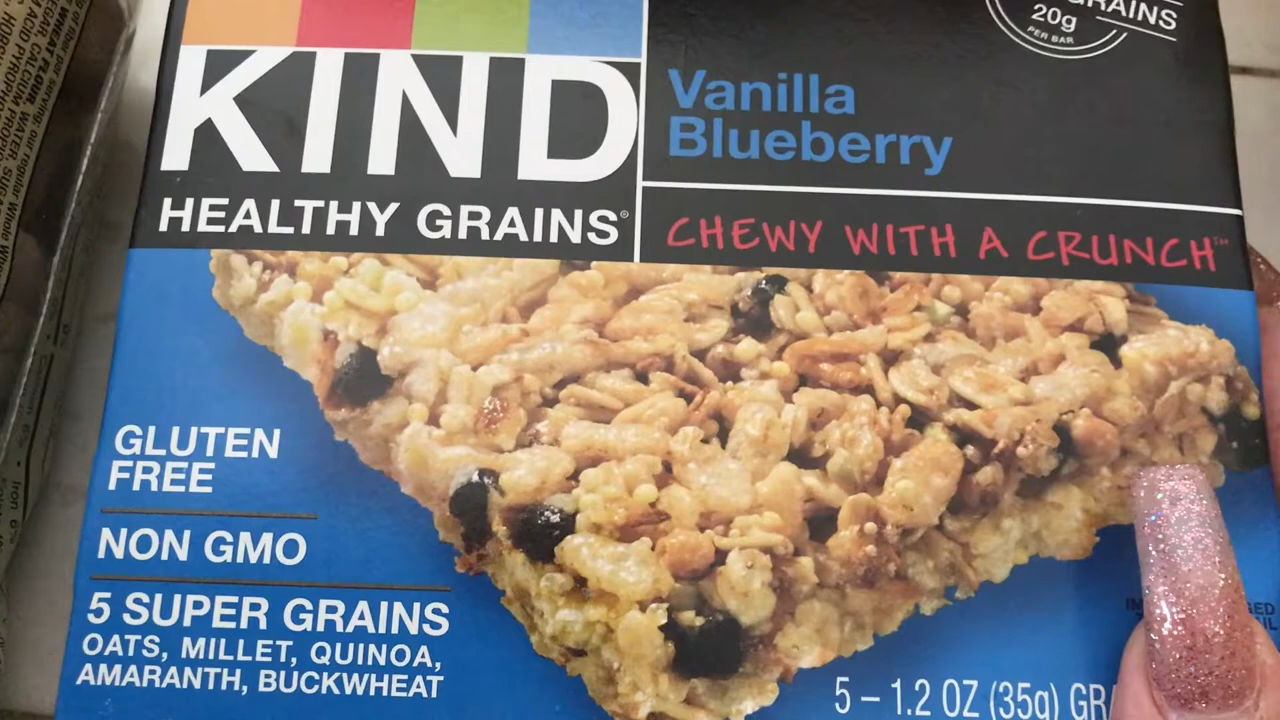 GRAINS
20g
PER BAR
KIND
HEALTHY GRAINS®
Vanilla
Blueberry
CHEWY WITH A CRUNCH™
GLUTEN
FREE
NON GMO
5 SUPER GRAINS
OATS, MILLET, QUINOA,
AMARANTH, BUCKWHEAT
5 – 1.2 OZ (35g) GR